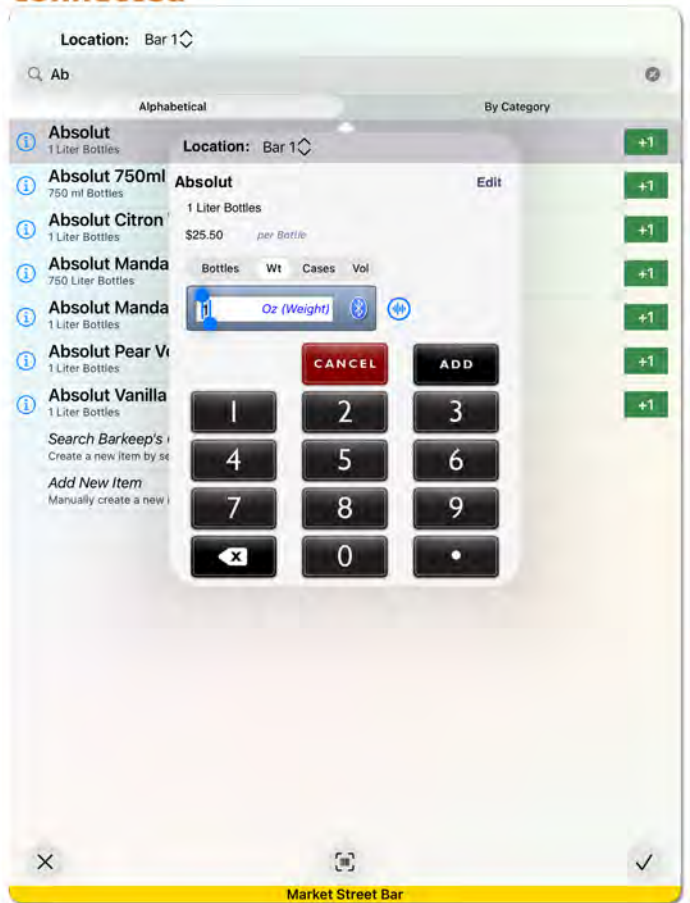 Location: Bar 1
Ab
Alphabetical By Category
Absolut
1 Liter Bottles
+1
Absolut 750ml
750 ml Bottles
+1
Absolut Citron
1 Liter Bottles
+1
Absolut Manda
750 Liter Bottles
+1
Absolut Manda
1 Liter Bottles
+1
Absolut Pear
1 Liter Bottles
+1
Absolut Vanilla
1 Liter Bottles
+1
Search Barkeep's
Create a new item by se
Add New Item
Manually create a new
Location: Bar 1
Absolut Edit
1 Liter Bottles
$25.50 per Bottle
Bottles Wt Cases Vol
1 Oz (Weight)
CANCEL ADD
1 2 3
4 5 6
7 8 9
0 .
Market Street Bar